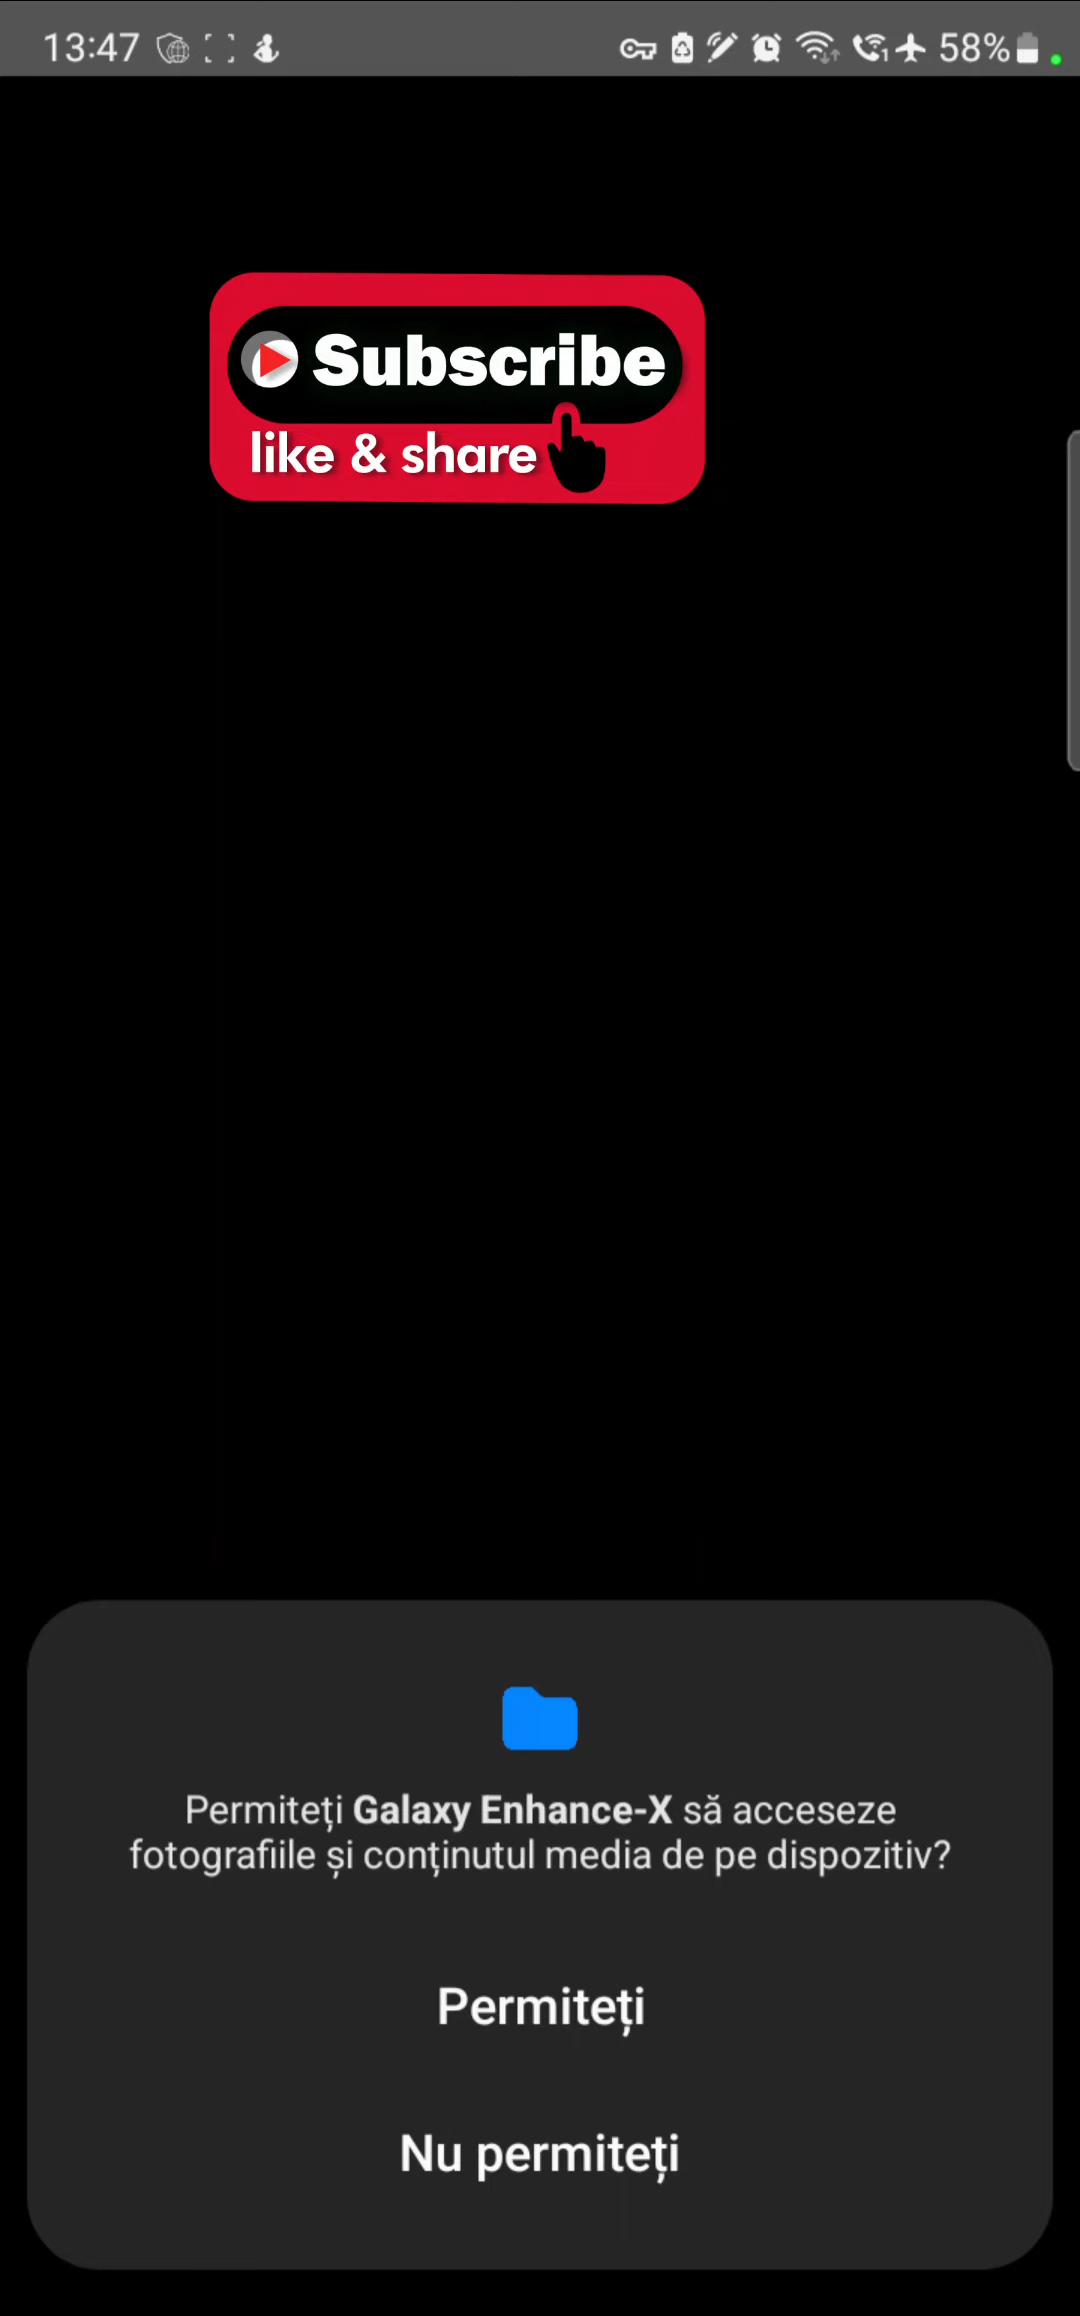 13:47
58%
Subscribe
like & share
Permiteți Galaxy Enhance-X să acceseze
fotografiile și conținutul media de pe dispozitiv?
Permiteți
Nu permiteți